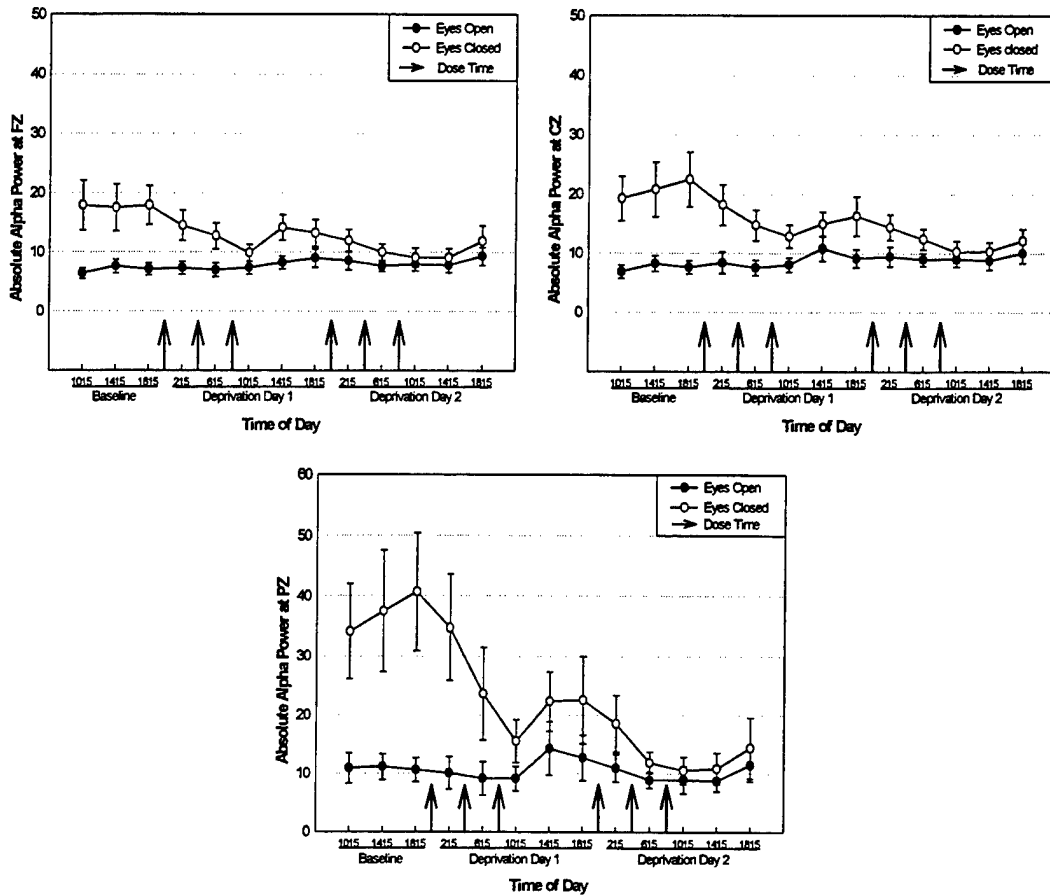 50
40
30
20
10
0
Absolute Alpha Power at FZ
Eyes Open
Eyes Closed
Dose Time
1015 1415 1815 215 615 1015 1415 1815 215 615 1015 1415 1815
Baseline Deprivation Day 1 Deprivation Day 2
Time of Day
50
40
30
20
10
0
Absolute Alpha Power at CZ
Eyes Open
Eyes closed
Dose Time
1015 1415 1815 215 615 1015 1415 1815 215 615 1015 1415 1815
Baseline Deprivation Day 1 Deprivation Day 2
Time of Day
60
50
40
30
20
10
0
Absolute Alpha Power at PZ
Eyes Open
Eyes Closed
Dose Time
1015 1415 1815 215 615 1015 1415 1815 215 615 1015 1415 1815
Baseline Deprivation Day 1 Deprivation Day 2
Time of Day